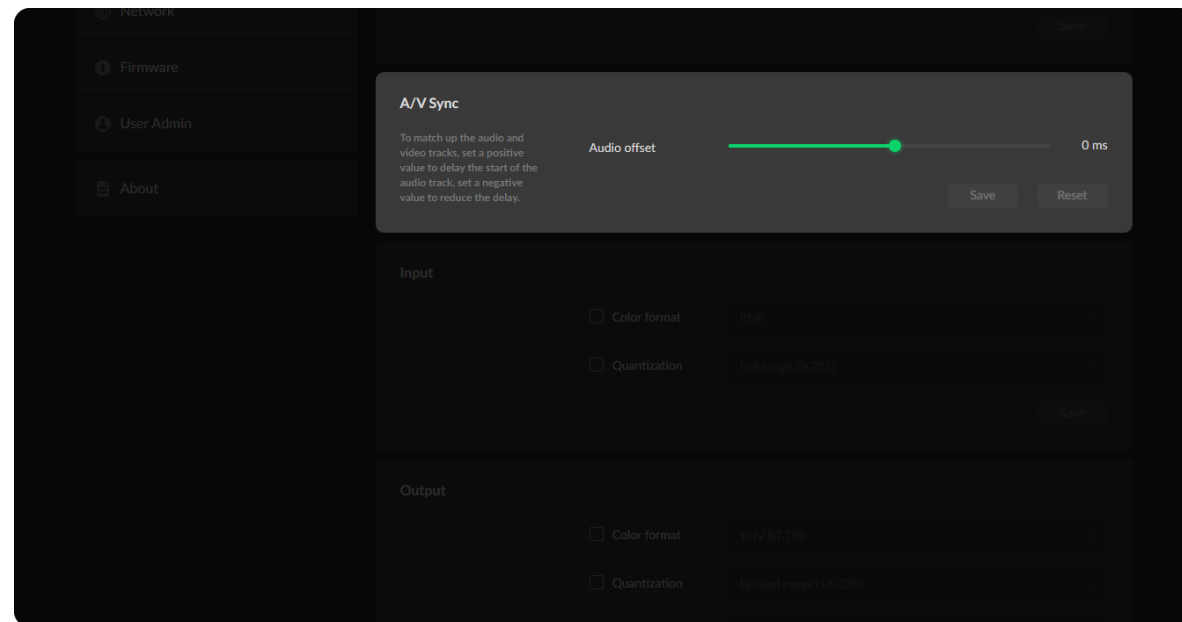 Network
Save
Firmware
User Admin
About
A/V Sync
To match up the audio and
video tracks, set a positive
value to delay the start of the
audio track, set a negative
value to reduce the delay.
Audio offset
0 ms
Save
Reset
Input
Color format
RGB
Quantization
Full range (0-255)
Save
Output
Color format
YUV BT.709
Quantization
Limited range (16-235)